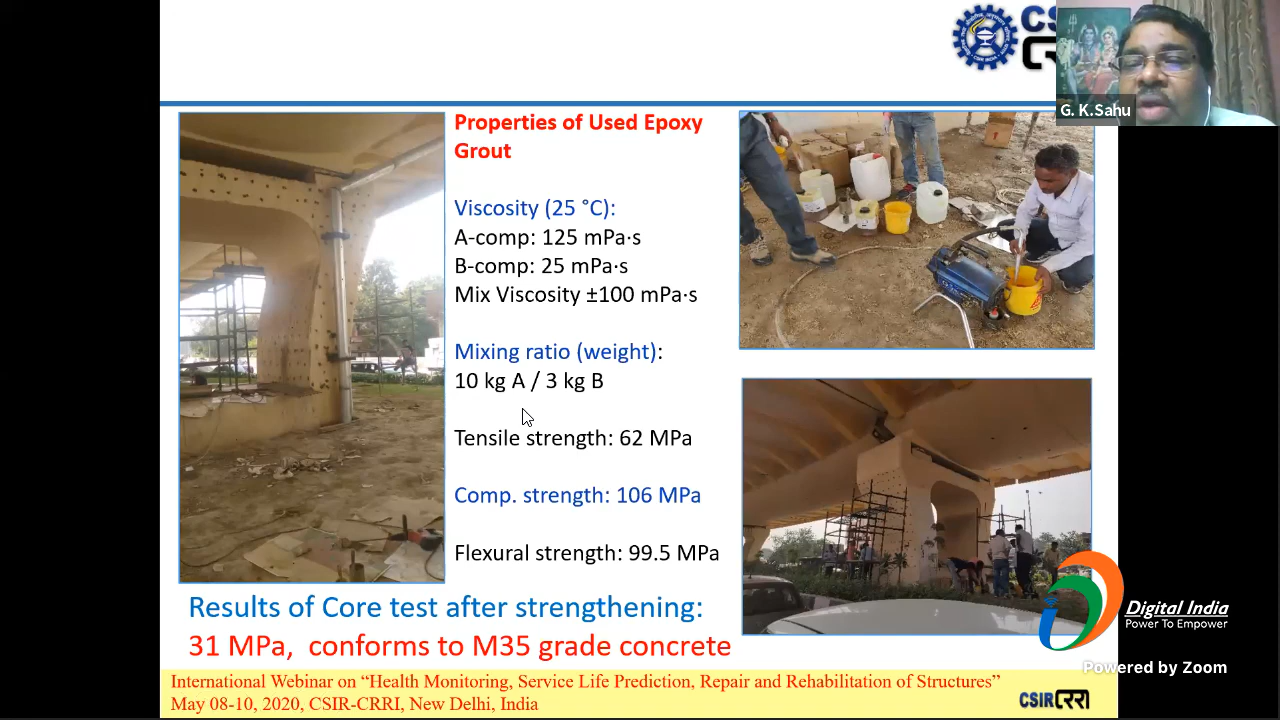 CS
G. K.Sahu
Properties of Used Epoxy
Grout
Viscosity (25 °C):
A-comp: 125 mPa·s
B-comp: 25 mPa·s
Mix Viscosity ±100 mPa·s
Mixing ratio (weight):
10 kg A / 3 kg B
Tensile strength: 62 MPa
Comp. strength: 106 MPa
Flexural strength: 99.5 MPa
Results of Core test after strengthening:
31 MPa,  conforms to M35 grade concrete
Digital India
Power To Empower
Powered by Zoom
International Webinar on “Health Monitoring, Service Life Prediction, Repair and Rehabilitation of Structures”
May 08-10, 2020, CSIR-CRRI, New Delhi, India
CSIR CRRI